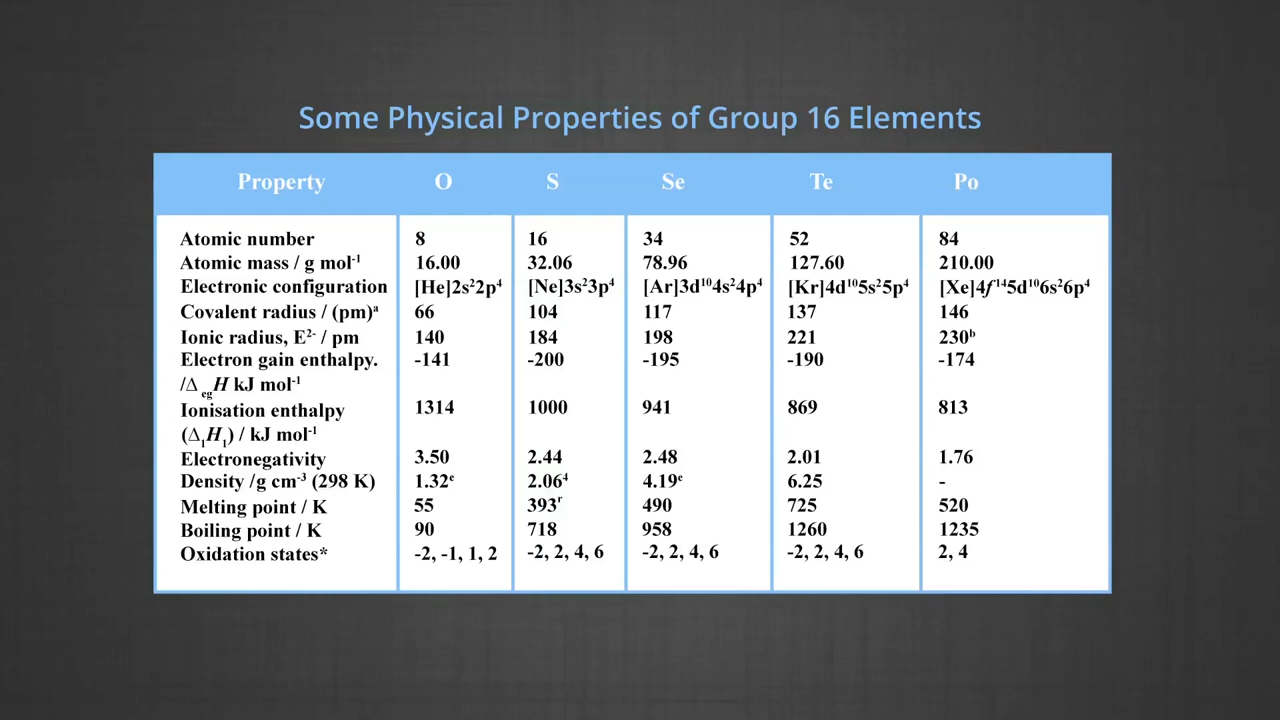 Some Physical Properties of Group 16 Elements
Property O S Se Te Po
Atomic number 8 16 34 52 84
Atomic mass / g mol⁻¹ 16.00 32.06 78.96 127.60 210.00
Electronic configuration [He]2s²2p⁴ [Ne]3s²3p⁴ [Ar]3d¹⁰4s²4p⁴ [Kr]4d¹⁰5s²5p⁴ [Xe]4f¹⁴5d¹⁰6s²6p⁴
Covalent radius / (pm)ᵃ 66 104 117 137 146
Ionic radius, E²⁻ / pm 140 184 198 221 230ᵇ
Electron gain enthalpy. -141 -200 -195 -190 -174
/∆ eg H kJ mol⁻¹
Ionisation enthalpy 1314 1000 941 869 813
(∆₁H₁) / kJ mol⁻¹
Electronegativity 3.50 2.44 2.48 2.01 1.76
Density /g cm⁻³ (298 K) 1.32ᵉ 2.06⁴ 4.19ᵉ 6.25 -
Melting point / K 55 393ʳ 490 725 520
Boiling point / K 90 718 958 1260 1235
Oxidation states* -2, -1, 1, 2 -2, 2, 4, 6 -2, 2, 4, 6 -2, 2, 4, 6 2, 4